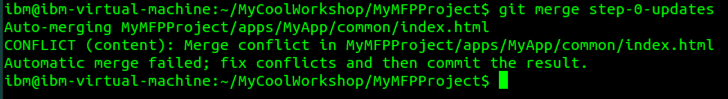 ibm@ibm-virtual-machine:~/MyCoolWorkshop/MyMFPProject$ git merge step-0-updates
Auto-merging MyMFPProject/apps/MyApp/common/index.html
CONFLICT (content): Merge conflict in MyMFPProject/apps/MyApp/common/index.html
Automatic merge failed; fix conflicts and then commit the result.
ibm@ibm-virtual-machine:~/MyCoolWorkshop/MyMFPProject$